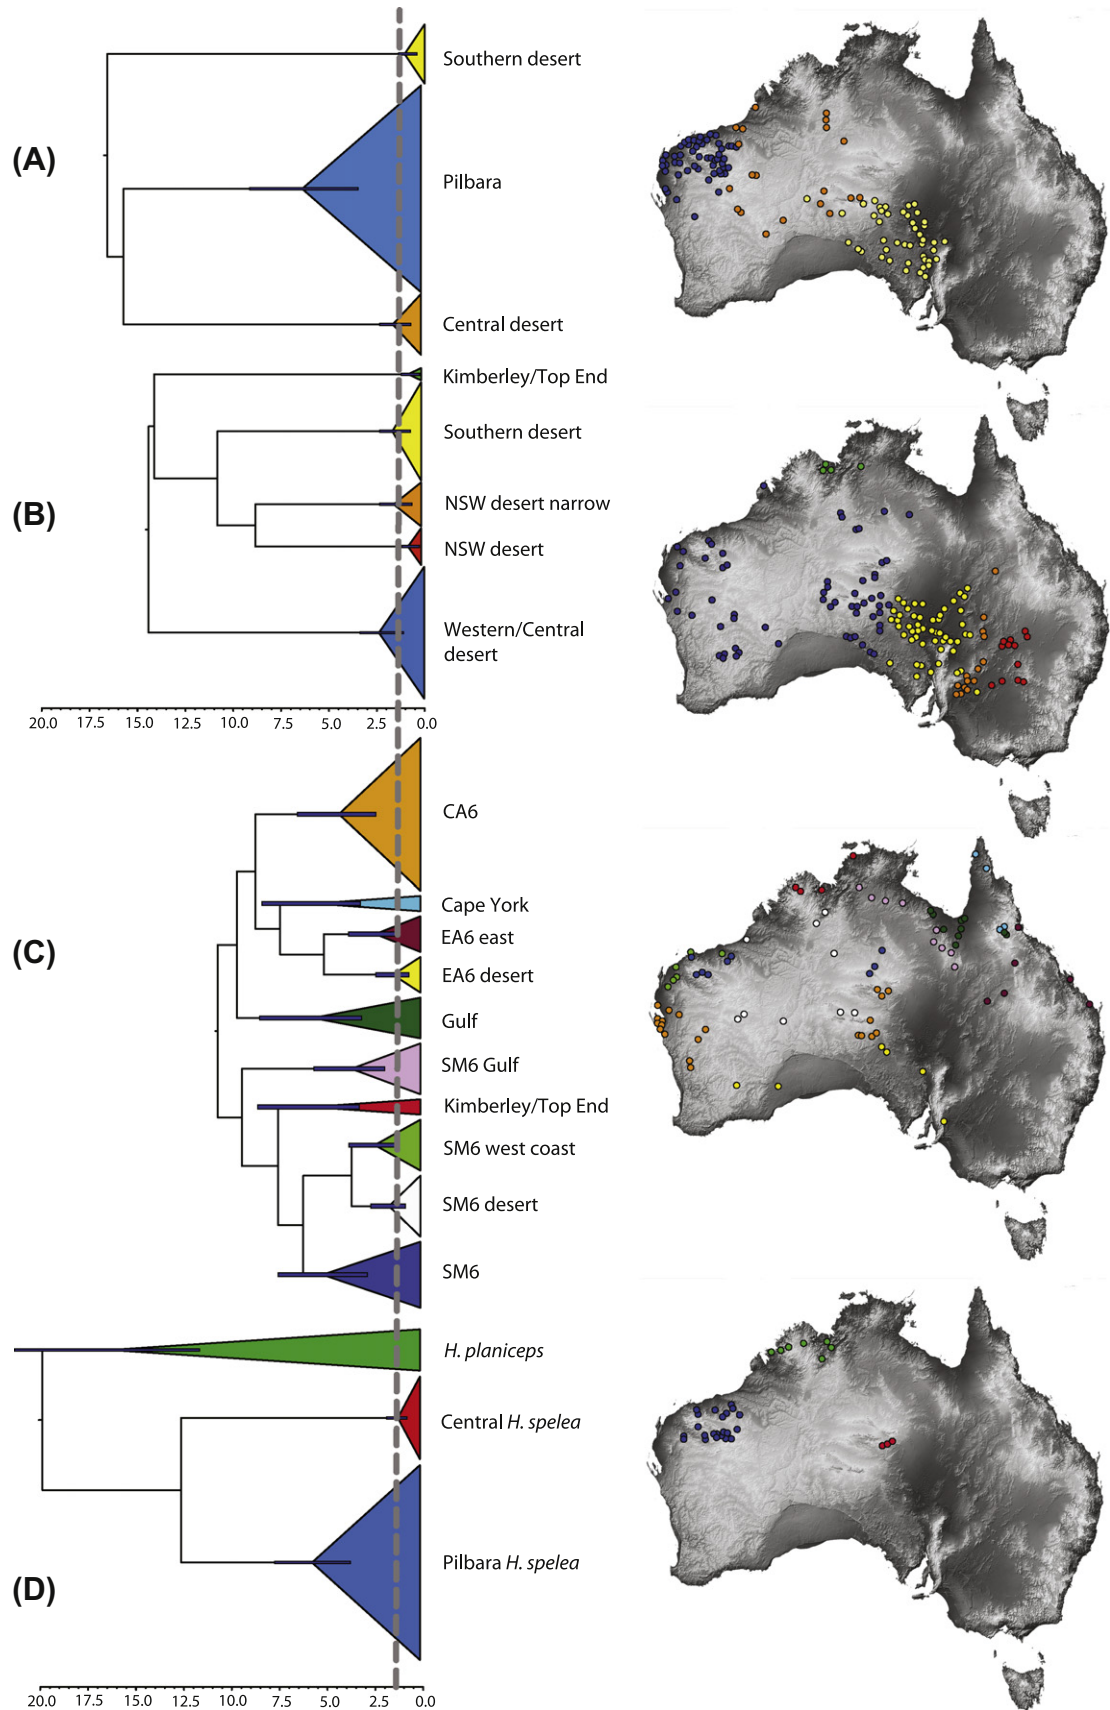 (A)
Southern desert
Pilbara
Central desert
(B)
Kimberley/Top End
Southern desert
NSW desert narrow
NSW desert
Western/Central
desert
20.0 17.5 15.0 12.5 10.0 7.5 5.0 2.5 0.0
(C)
CA6
Cape York
EA6 east
EA6 desert
Gulf
SM6 Gulf
Kimberley/Top End
SM6 west coast
SM6 desert
SM6
(D)
H. planiceps
Central H. spelea
Pilbara H. spelea
20.0 17.5 15.0 12.5 10.0 7.5 5.0 2.5 0.0